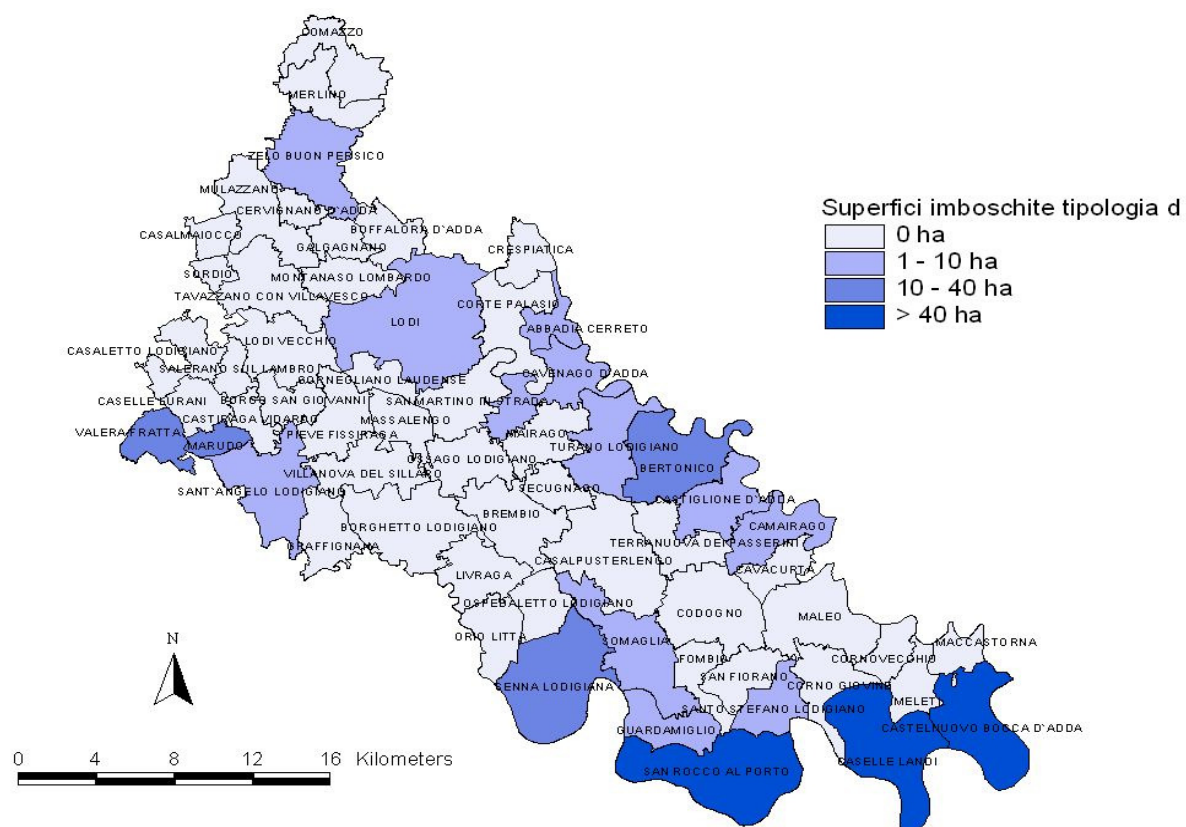 COMAZZO
MERLINO
ZELO BUON PERSICO
MULAZZANO
CERVIGNANO D'ADDA
CASALMAIOCCO
BOFFALORA D'ADDA
GALGAGNANO
CRESPIATICA
SORDIO
MONTANASO LOMBARDO
TAVAZZANO CON VILLAVESCO
CORTE PALASIO
LODI
ABBADIA CERRETO
LODI VECCHIO
CASALETTO LODIGIANO
SALERANO SUL LAMBRO
CORNEGLIANO LAUDENSE
CAVENAGO D'ADDA
CASELLE LURANI
BORGO SAN GIOVANNI
SAN MARTINO IN STRADA
CASTIRAGA VIDARDO
MASSALENGO
VALERA FRATTA
MARUDO
PIEVE FISSIRAGA
MAIRAGO
TURANO LODIGIANO
OSSAGO LODIGIANO
BERTONICO
VILLANOVA DEL SILLARO
SECUGNAGO
SANT'ANGELO LODIGIANO
CASTIGLIONE D'ADDA
BREMBIO
BORGHETTO LODIGIANO
CAMAIRAGO
GRAFFIGNANA
TERRANUOVA DEI PASSERINI
CASALPUSTERLENGO
CAVACURTA
LIVRAGA
OSPEDALETTO LODIGIANO
CODOGNO
MALEO
ORIO LITTA
SOMAGLIA
MACCASTORNA
FOMBIO
CORNOVECCHIO
SAN FIORANO
CORNO GIOVINE
SENNA LODIGIANA
MELETI
SANTO STEFANO LODIGIANO
GUARDAMIGLIO
CASTELNUOVO BOCCA D'ADDA
CASELLE LANDI
SAN ROCCO AL PORTO
Superfici imboschite tipologia d
0 ha
1 - 10 ha
10 - 40 ha
> 40 ha
N
0 4 8 12 16 Kilometers